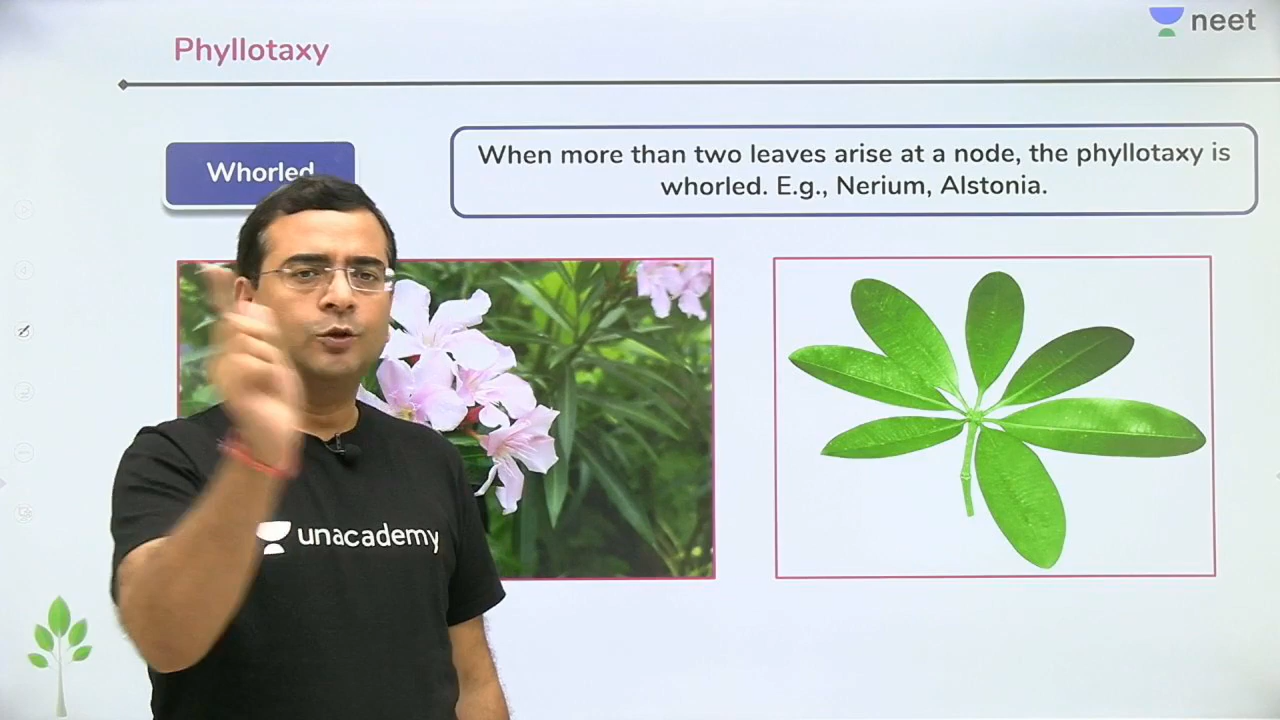 neet
Phyllotaxy
Whorled
When more than two leaves arise at a node, the phyllotaxy is
whorled. E.g., Nerium, Alstonia.
unacademy